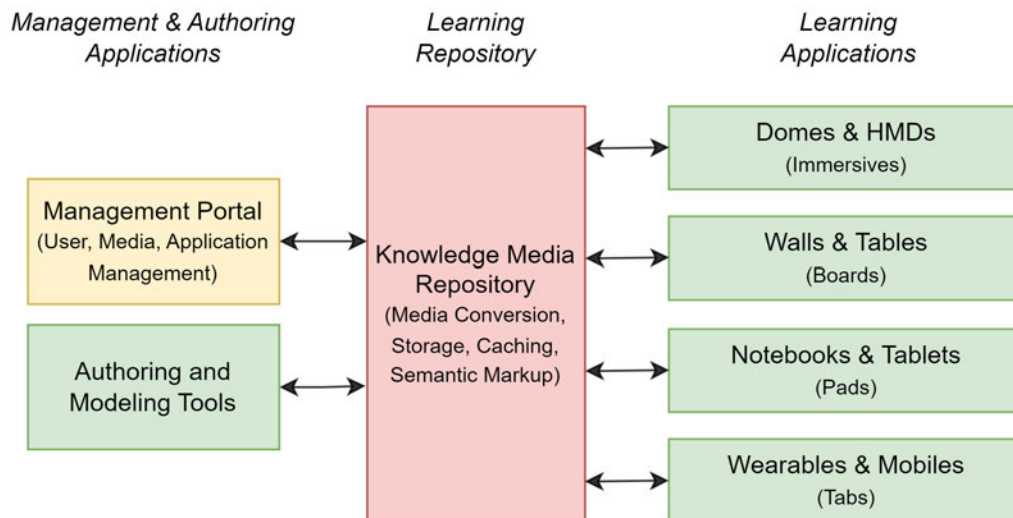 Management & Authoring
Applications
Learning
Repository
Learning
Applications
Management Portal
(User, Media, Application
Management)
Authoring and
Modeling Tools
Knowledge Media
Repository
(Media Conversion,
Storage, Caching,
Semantic Markup)
Domes & HMDs
(Immersives)
Walls & Tables
(Boards)
Notebooks & Tablets
(Pads)
Wearables & Mobiles
(Tabs)